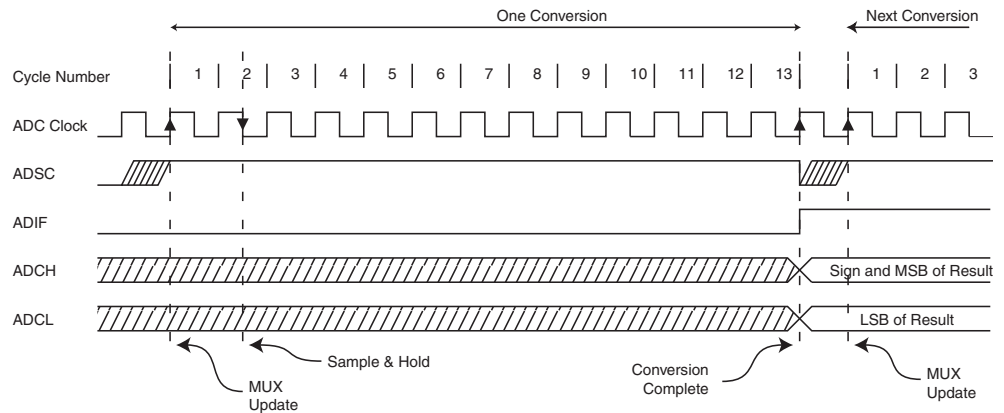 One Conversion
Next Conversion
Cycle Number 1 2 3 4 5 6 7 8 9 10 11 12 13 1 2 3
ADC Clock
ADSC
ADIF
ADCH Sign and MSB of Result
ADCL LSB of Result
MUX
Update
Sample & Hold
Conversion
Complete
MUX
Update